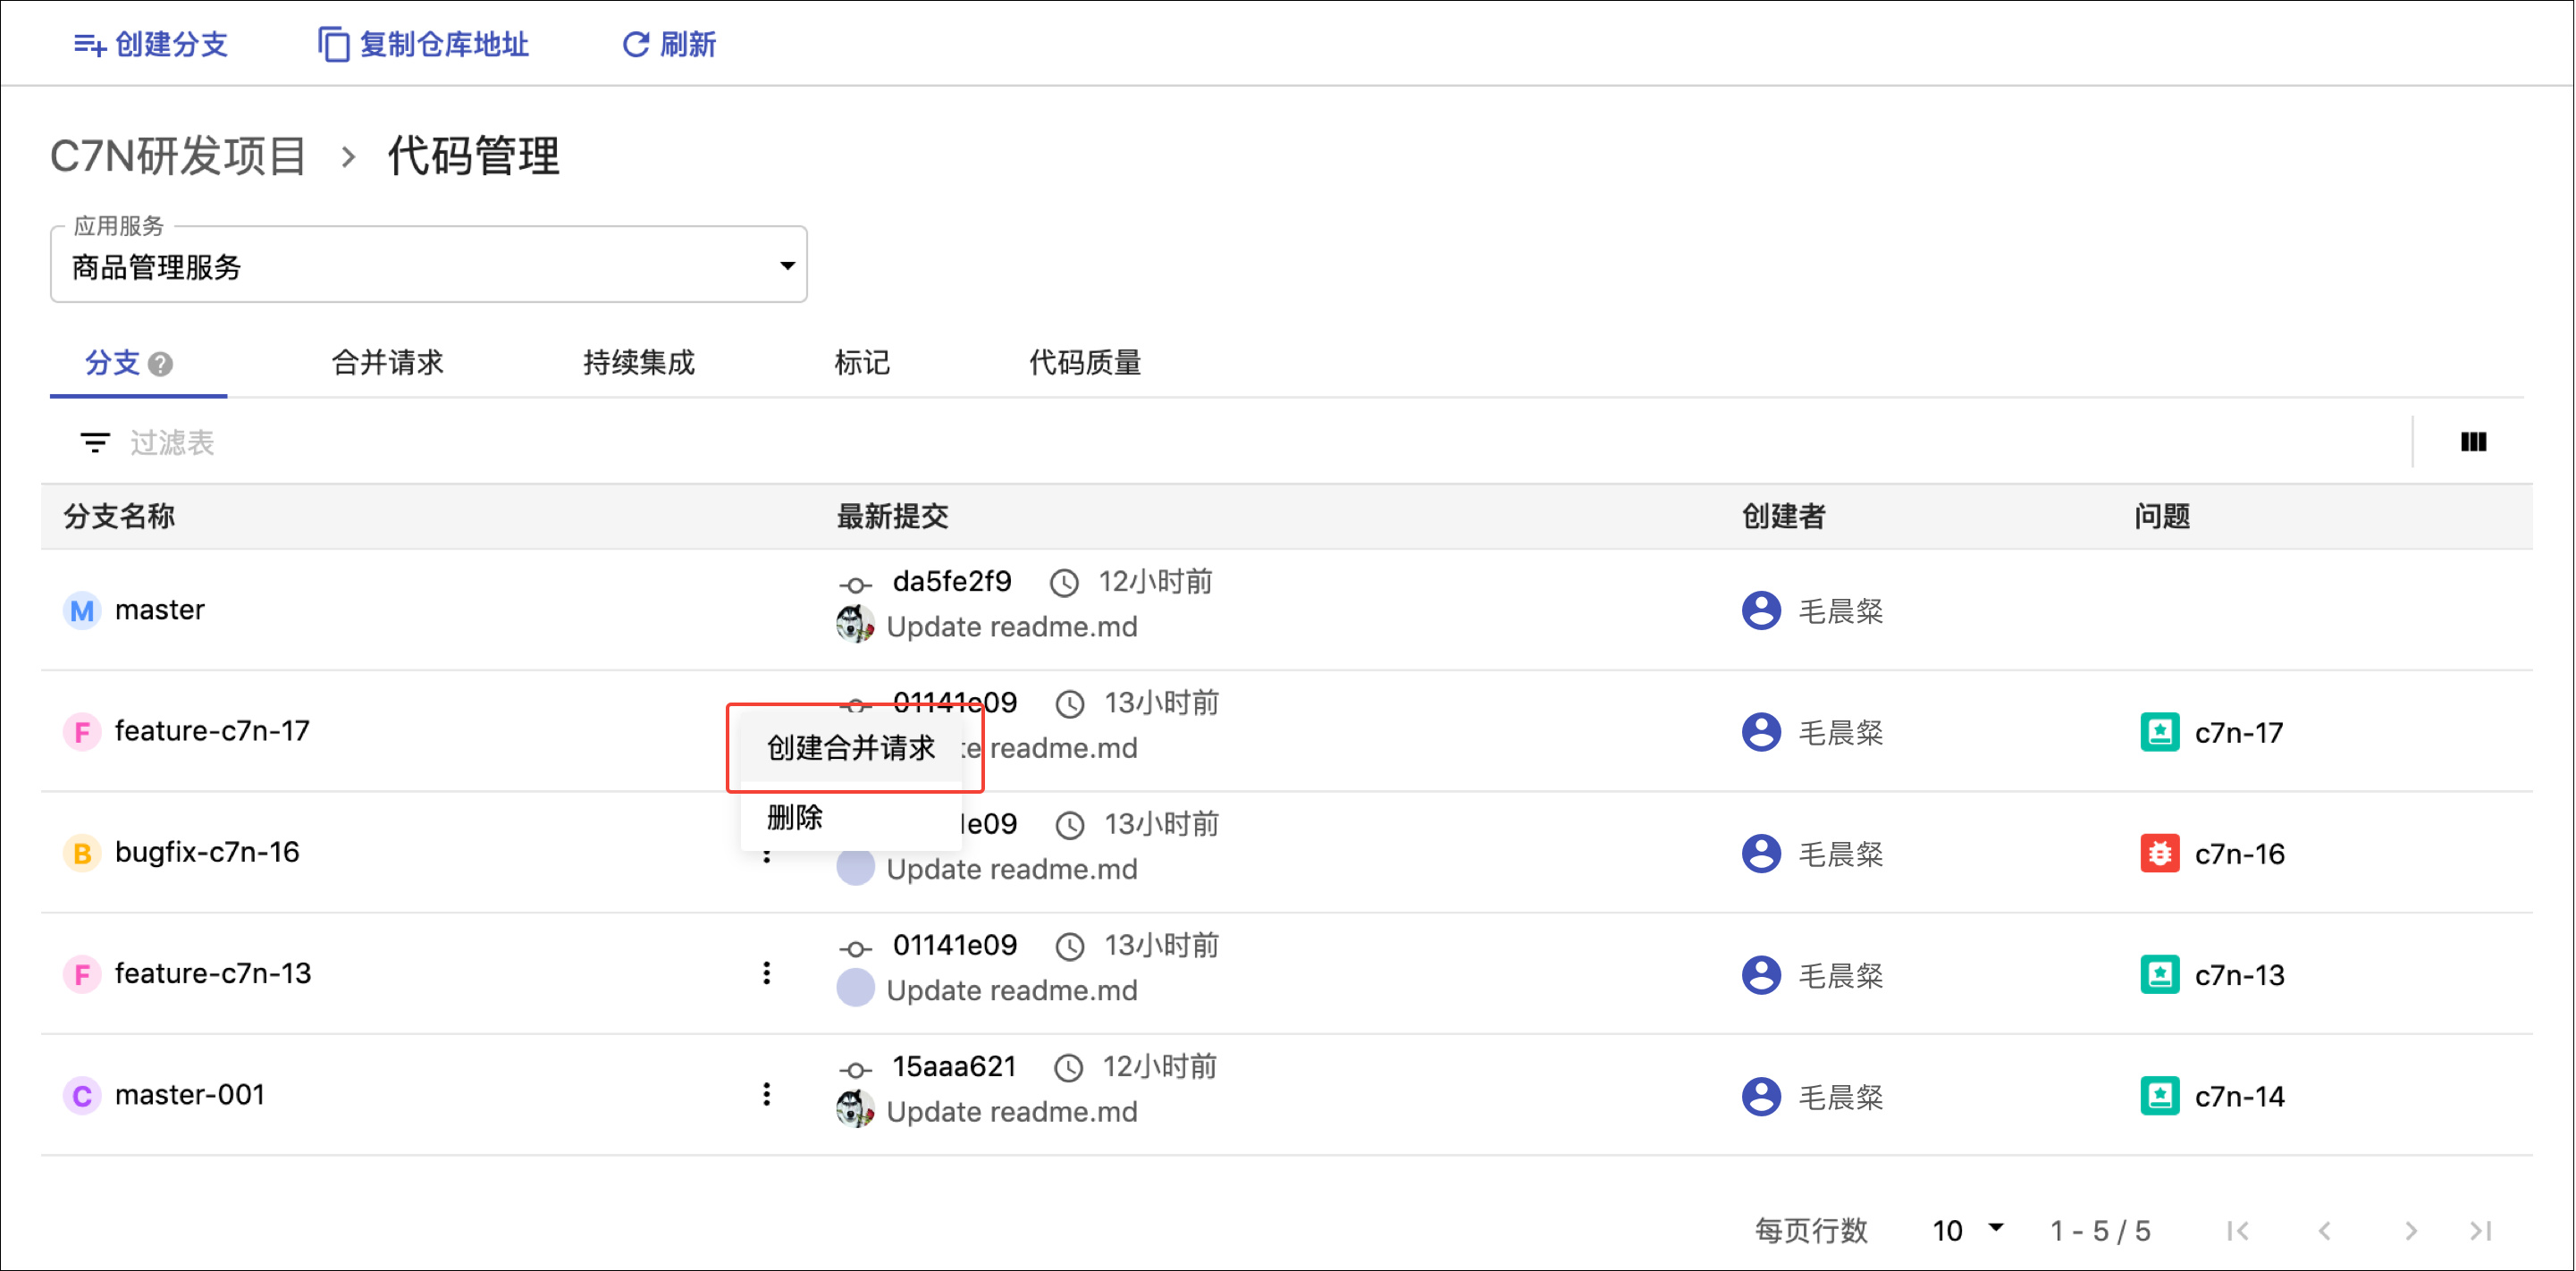 创建分支 复制仓库地址 刷新
C7N研发项目 > 代码管理
应用服务
商品管理服务
分支 ? 合并请求 持续集成 标记 代码质量
过滤表
分支名称 最新提交 创建者 问题
da5fe2f9 12小时前
M master 毛晨粲
Update readme.md
01141e09 13小时前
F feature-c7n-17 毛晨粲 c7n-17
创建合并请求 te readme.md
删除 1e09 13小时前
B bugfix-c7n-16 毛晨粲 c7n-16
Update readme.md
01141e09 13小时前
F feature-c7n-13 毛晨粲 c7n-13
Update readme.md
15aaa621 12小时前
C master-001 毛晨粲 c7n-14
Update readme.md
每页行数 10 1 - 5 / 5